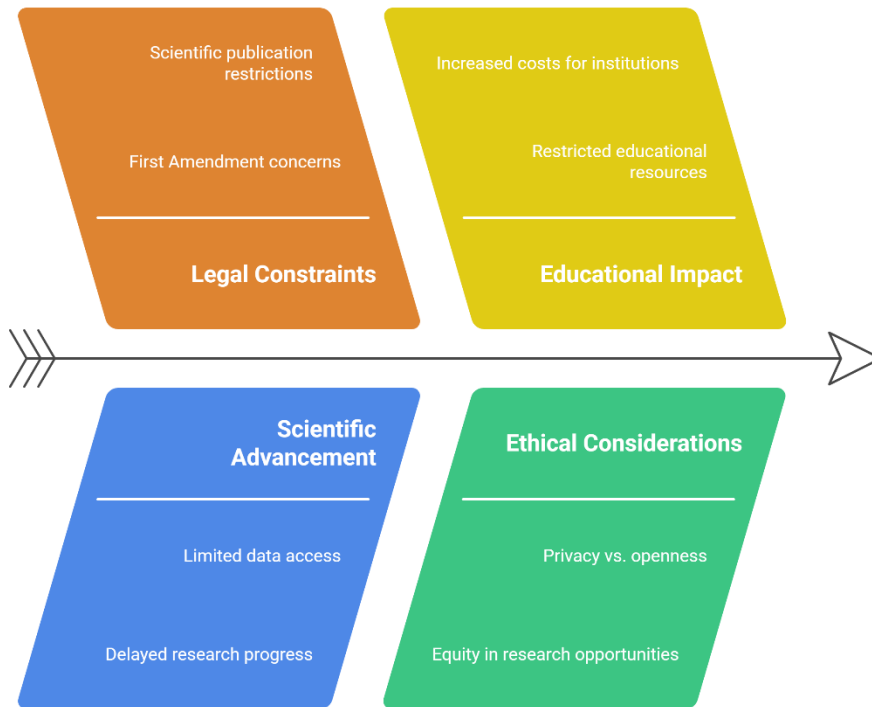 Scientific publication
restrictions
First Amendment concerns
Legal Constraints
Increased costs for institutions
Restricted educational
resources
Educational Impact
Scientific
Advancement
Limited data access
Delayed research progress
Ethical Considerations
Privacy vs. openness
Equity in research opportunities